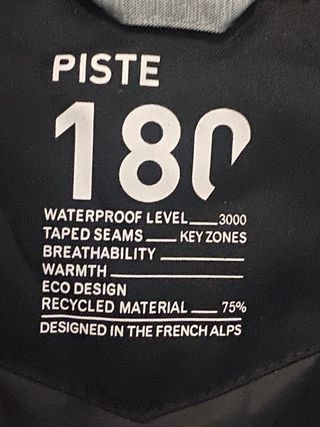 PISTE
180
WATERPROOF LEVEL 3000
TAPED SEAMS KEY ZONES
BREATHABILITY
WARMTH
ECO DESIGN
RECYCLED MATERIAL 75%
DESIGNED IN THE FRENCH ALPS